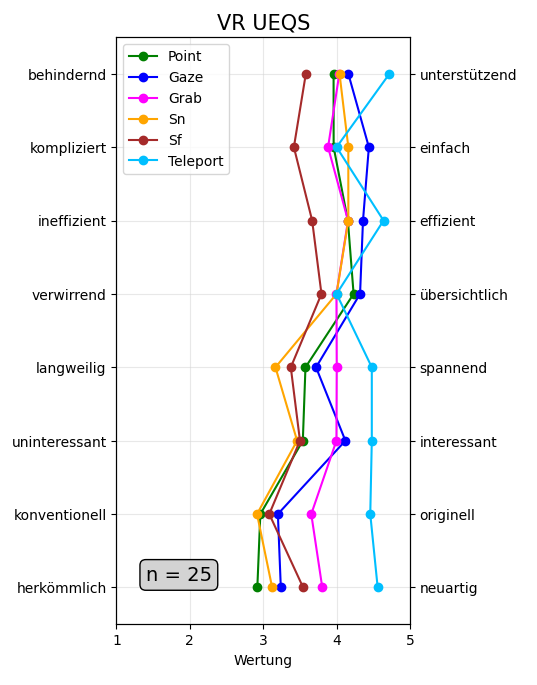 VR UEQS
Point
Gaze
Grab
Sn
Sf
Teleport
behindernd unterstützend
kompliziert einfach
ineffizient effizient
verwirrend übersichtlich
langweilig spannend
uninteressant interessant
konventionell originell
herkömmlich neuartig
n = 25
1 2 3 4 5
Wertung